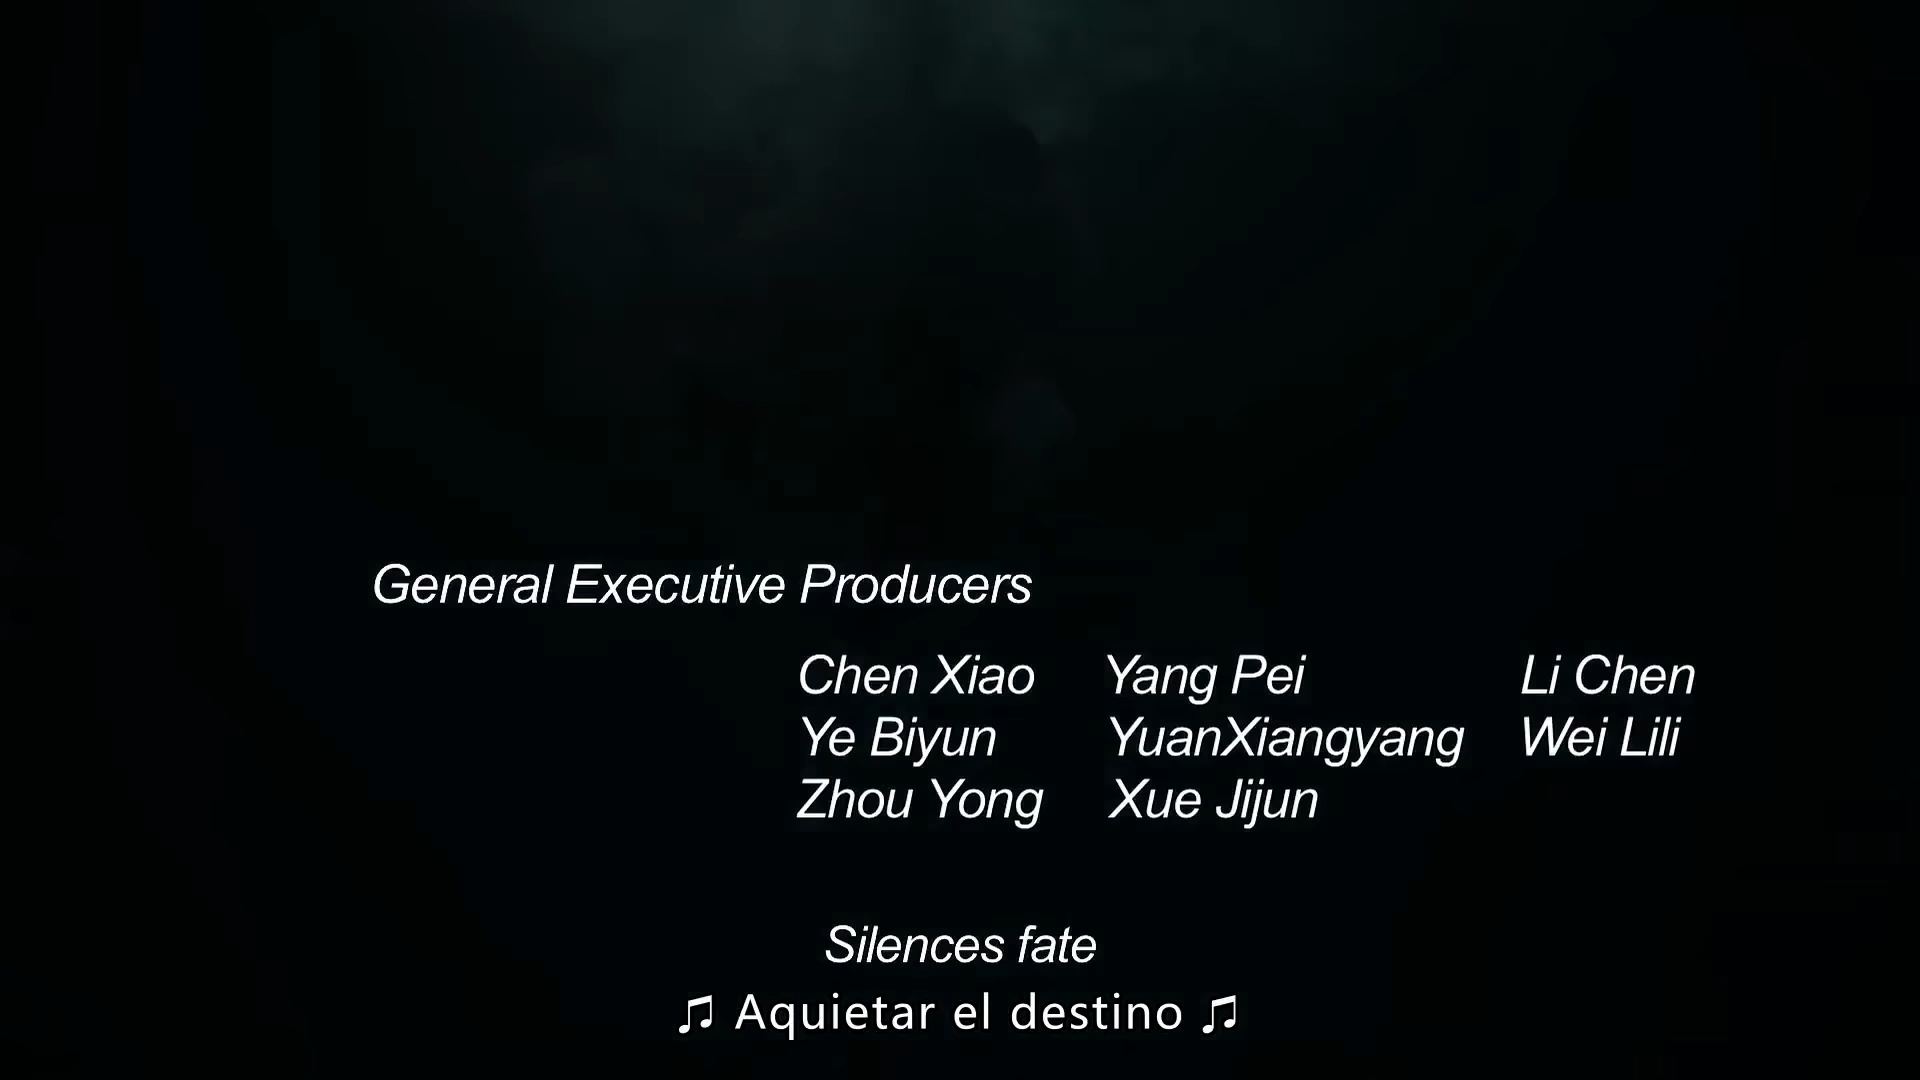 General Executive Producers
Chen Xiao Yang Pei Li Chen
Ye Biyun YuanXiangyang Wei Lili
Zhou Yong Xue Jijun
Silences fate
♫ Aquietar el destino ♫